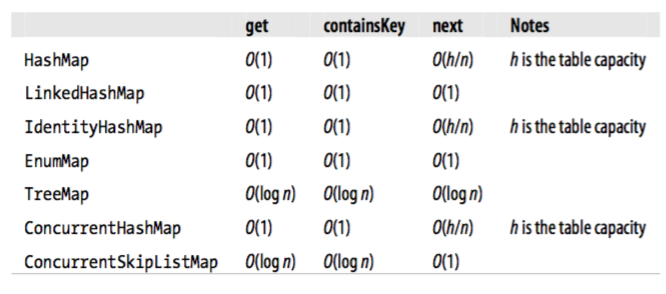 get containsKey next Notes
HashMap O(1) O(1) O(h/n) h is the table capacity
LinkedHashMap O(1) O(1) O(1)
IdentityHashMap O(1) O(1) O(h/n) h is the table capacity
EnumMap O(1) O(1) O(1)
TreeMap O(log n) O(log n) O(log n)
ConcurrentHashMap O(1) O(1) O(h/n) h is the table capacity
ConcurrentSkipListMap O(log n) O(log n) O(1)